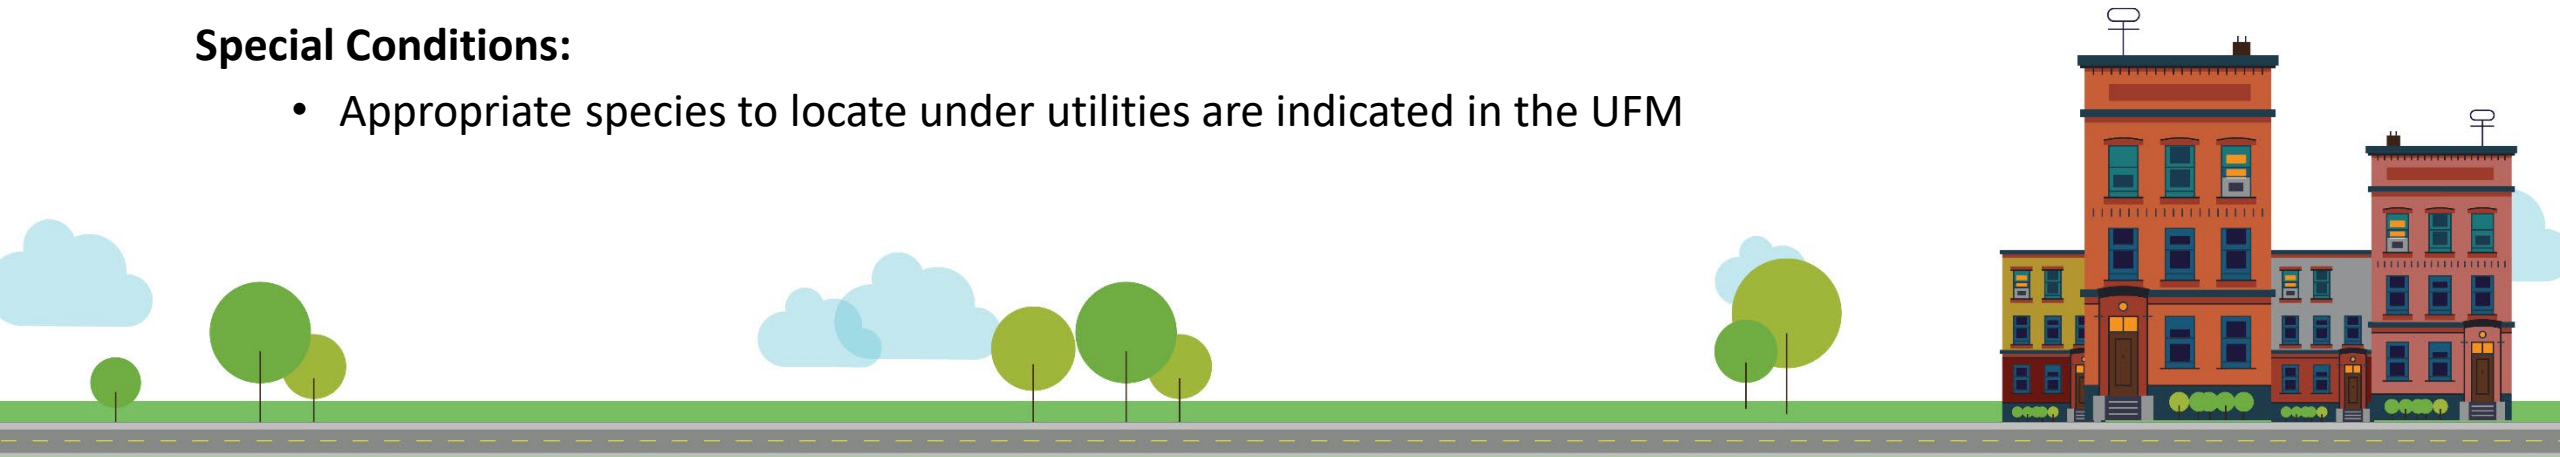 Special Conditions:
• Appropriate species to locate under utilities are indicated in the UFM